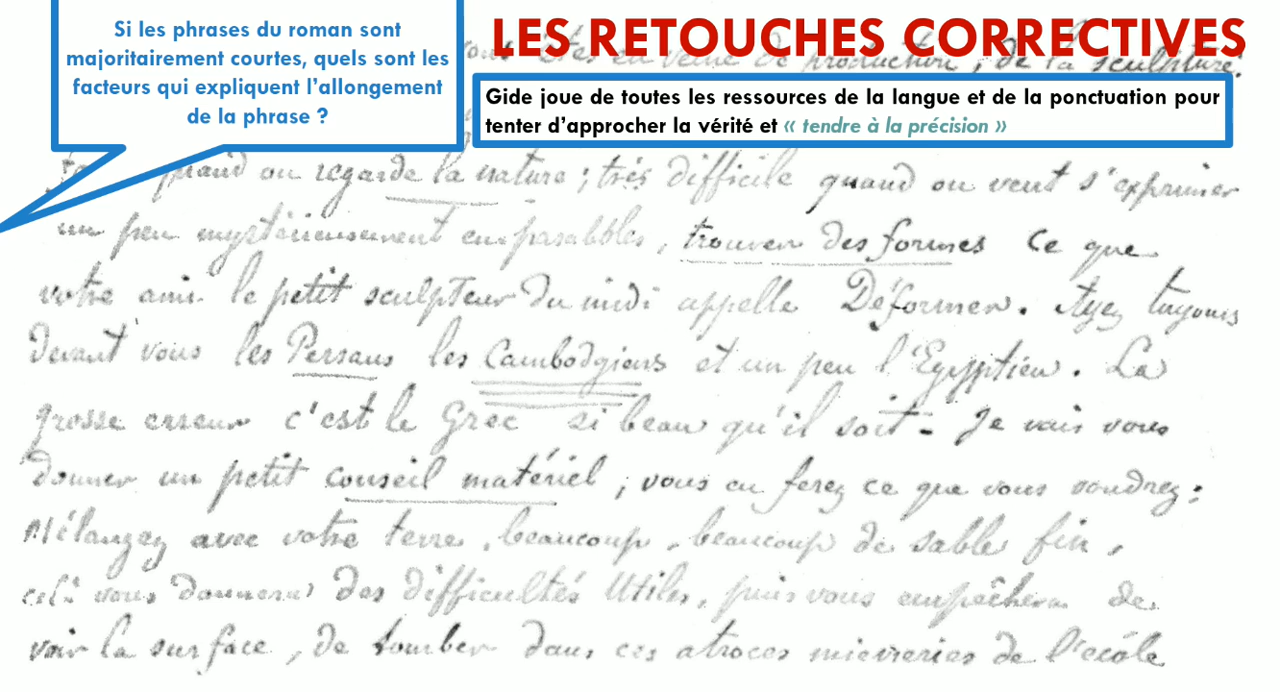 Si les phrases du roman sont
majoritairement courtes, quels sont les
facteurs qui expliquent l'allongement
de la phrase ?
LES RETOUCHES CORRECTIVES
Gide joue de toutes les ressources de la langue et de la ponctuation pour
tenter d'approcher la vérité et « tendre à la précision »
de production, de la sculpture.
quand on regarde la nature ; très difficile quand on veut s'exprimer
un peu mystérieusement en parabbles, trouver des formes Ce que
votre ami le petit sculpteur du midi appelle Déformer. Ayez toujours
devant vous les Persans les Cambodgiens et un peu l'Egyptien. La
grosse erreur c'est le Grec si beau qu'il soit - Je vais vous
donner un petit conseil matériel, vous en ferez ce que vous voudrez :
Mélangez avec votre terre, beaucoup, beaucoup de sable fin,
vous donnera des difficultés Utiles, puis vous empêchera de
voir la surface, de tomber dans ces atroces mièvreries de l'école